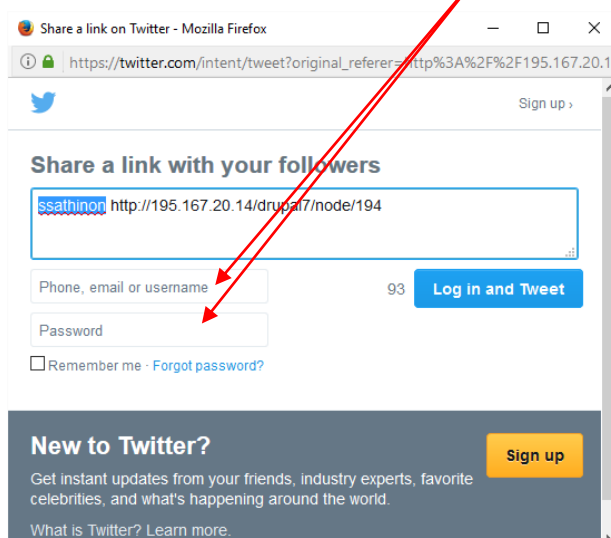 Share a link on Twitter - Mozilla Firefox
https://twitter.com/intent/tweet?original_referer=http%3A%2F%2F195.167.20.1
Sign up ›
Share a link with your followers
ssathinon http://195.167.20.14/drupal7/node/194
Phone, email or username
93 Log in and Tweet
Password
Remember me · Forgot password?
New to Twitter?
Sign up
Get instant updates from your friends, industry experts, favorite
celebrities, and what's happening around the world.
What is Twitter? Learn more.